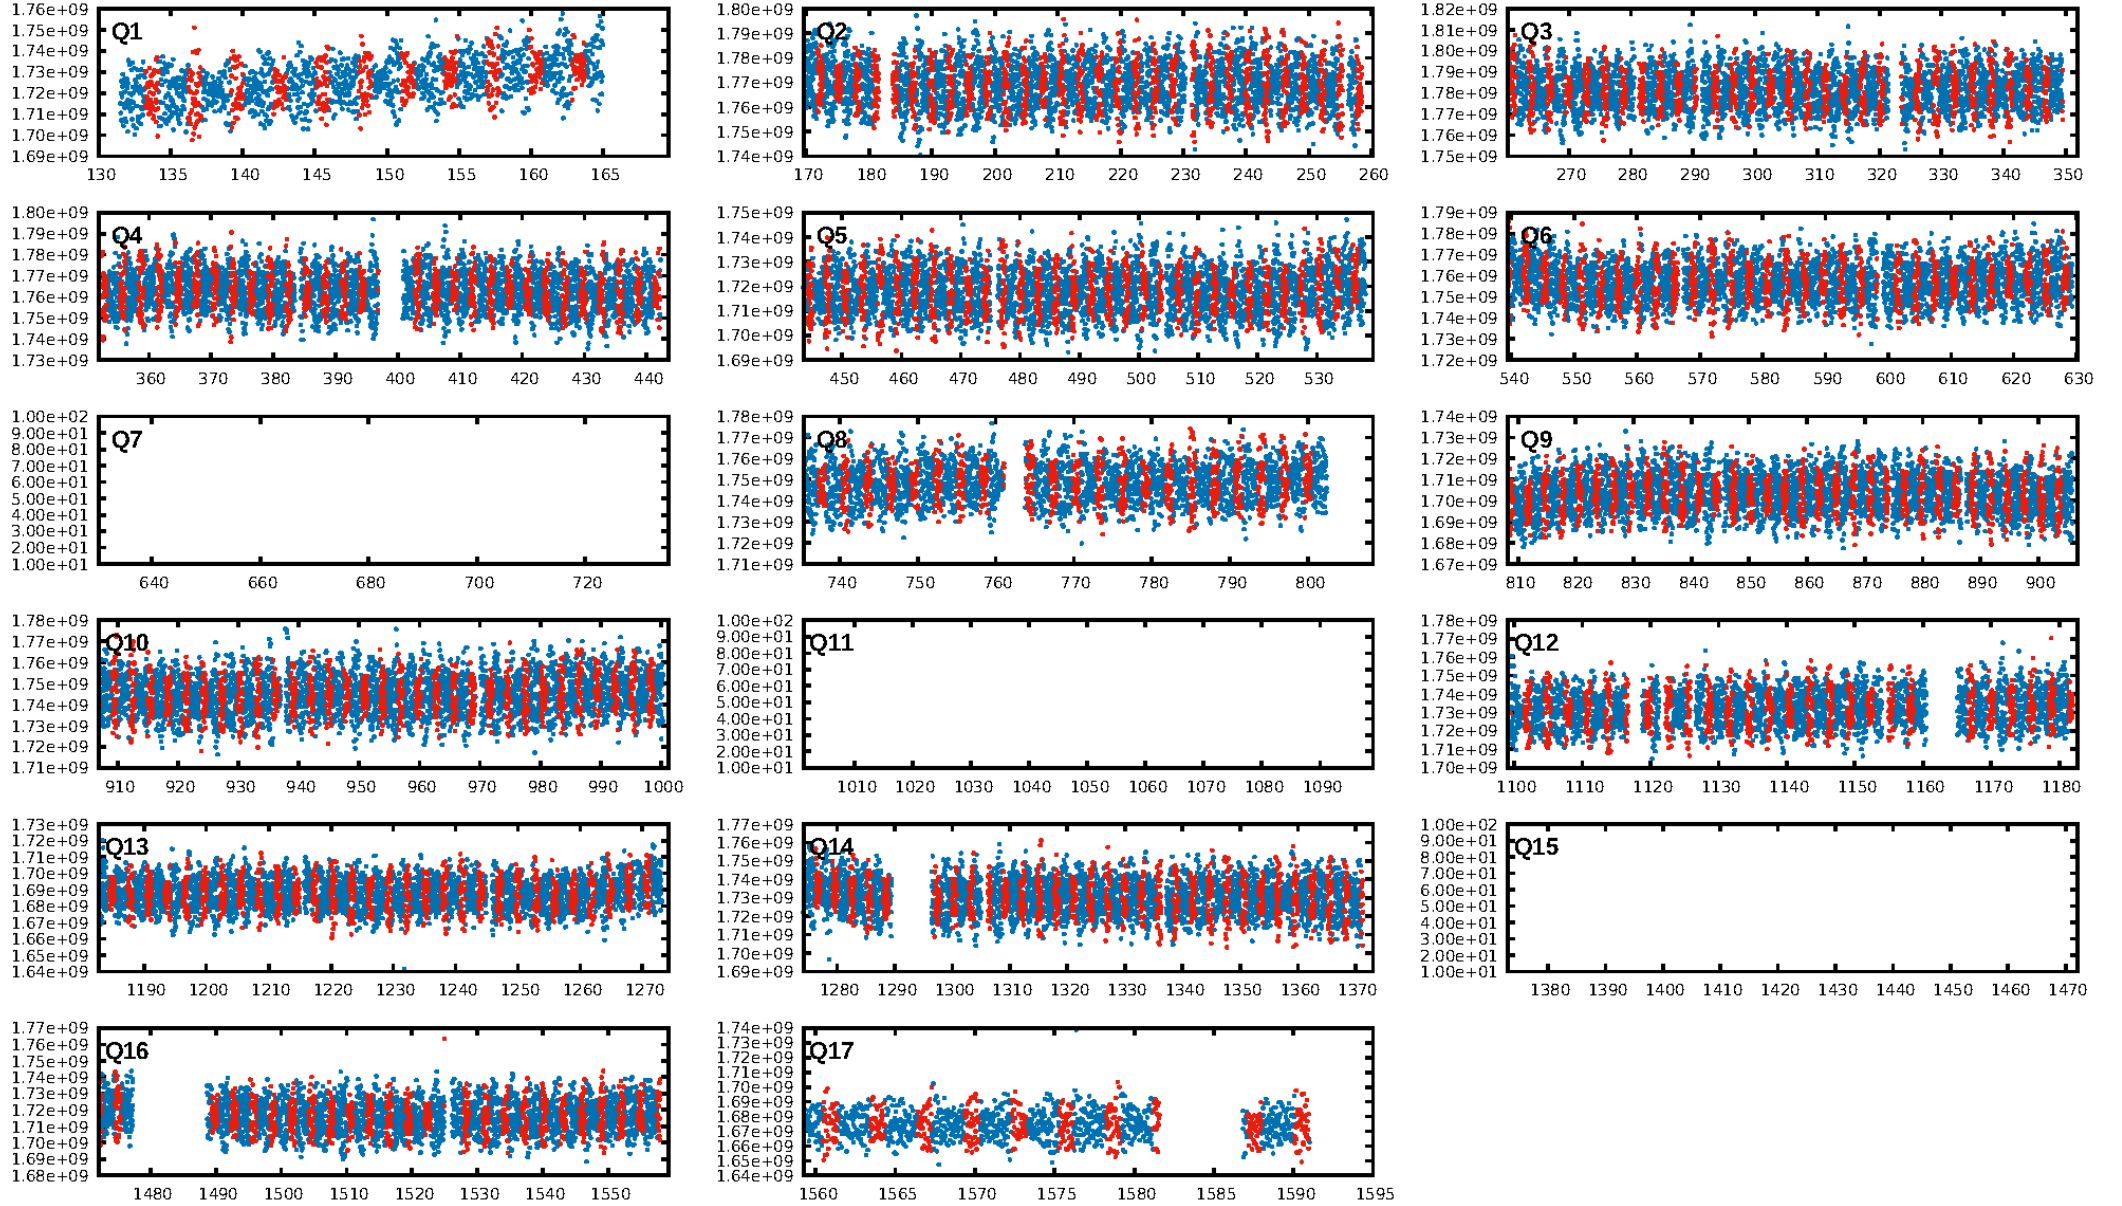 Q1
1.76e+09
1.75e+09
1.74e+09
1.73e+09
1.72e+09
1.71e+09
1.70e+09
1.69e+09
130 135 140 145 150 155 160 165
Q2
1.80e+09
1.79e+09
1.78e+09
1.77e+09
1.76e+09
1.75e+09
1.74e+09
170 180 190 200 210 220 230 240 250 260
Q3
1.82e+09
1.81e+09
1.80e+09
1.79e+09
1.78e+09
1.77e+09
1.76e+09
1.75e+09
270 280 290 300 310 320 330 340 350
Q4
1.80e+09
1.79e+09
1.78e+09
1.77e+09
1.76e+09
1.75e+09
1.74e+09
1.73e+09
360 370 380 390 400 410 420 430 440
Q5
1.75e+09
1.74e+09
1.73e+09
1.72e+09
1.71e+09
1.70e+09
1.69e+09
450 460 470 480 490 500 510 520 530
Q6
1.79e+09
1.78e+09
1.77e+09
1.76e+09
1.75e+09
1.74e+09
1.73e+09
1.72e+09
540 550 560 570 580 590 600 610 620 630
Q7
1.00e+02
9.00e+01
8.00e+01
7.00e+01
6.00e+01
5.00e+01
4.00e+01
3.00e+01
2.00e+01
1.00e+01
640 660 680 700 720
Q8
1.78e+09
1.77e+09
1.76e+09
1.75e+09
1.74e+09
1.73e+09
1.72e+09
1.71e+09
740 750 760 770 780 790 800
Q9
1.74e+09
1.73e+09
1.72e+09
1.71e+09
1.70e+09
1.69e+09
1.68e+09
1.67e+09
810 820 830 840 850 860 870 880 890 900
Q10
1.78e+09
1.77e+09
1.76e+09
1.75e+09
1.74e+09
1.73e+09
1.72e+09
1.71e+09
910 920 930 940 950 960 970 980 990 1000
Q11
1.00e+02
9.00e+01
8.00e+01
7.00e+01
6.00e+01
5.00e+01
4.00e+01
3.00e+01
2.00e+01
1.00e+01
1010 1020 1030 1040 1050 1060 1070 1080 1090
Q12
1.78e+09
1.77e+09
1.76e+09
1.75e+09
1.74e+09
1.73e+09
1.72e+09
1.71e+09
1.70e+09
1100 1110 1120 1130 1140 1150 1160 1170 1180
Q13
1.73e+09
1.72e+09
1.71e+09
1.70e+09
1.69e+09
1.68e+09
1.67e+09
1.66e+09
1.65e+09
1.64e+09
1190 1200 1210 1220 1230 1240 1250 1260 1270
Q14
1.77e+09
1.76e+09
1.75e+09
1.74e+09
1.73e+09
1.72e+09
1.71e+09
1.70e+09
1.69e+09
1280 1290 1300 1310 1320 1330 1340 1350 1360 1370
Q15
1.00e+02
9.00e+01
8.00e+01
7.00e+01
6.00e+01
5.00e+01
4.00e+01
3.00e+01
2.00e+01
1.00e+01
1380 1390 1400 1410 1420 1430 1440 1450 1460 1470
Q16
1.77e+09
1.76e+09
1.75e+09
1.74e+09
1.73e+09
1.72e+09
1.71e+09
1.70e+09
1.69e+09
1.68e+09
1480 1490 1500 1510 1520 1530 1540 1550
Q17
1.74e+09
1.73e+09
1.72e+09
1.71e+09
1.70e+09
1.69e+09
1.68e+09
1.67e+09
1.66e+09
1.65e+09
1.64e+09
1560 1565 1570 1575 1580 1585 1590 1595